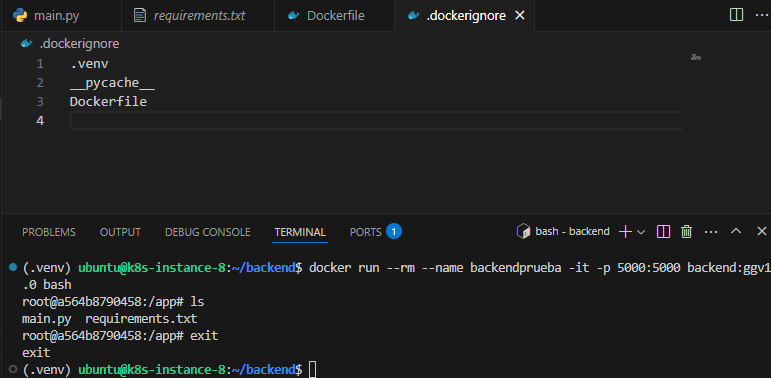 main.py requirements.txt Dockerfile .dockerignore
.dockerignore
1 .venv
2 __pycache__
3 Dockerfile
4
PROBLEMS OUTPUT DEBUG CONSOLE TERMINAL PORTS 1 bash - backend
(.venv) ubuntu@k8s-instance-8:~/backend$ docker run --rm --name backendprueba -it -p 5000:5000 backend:ggv1
.0 bash
root@a564b8790458:/app# ls
main.py  requirements.txt
root@a564b8790458:/app# exit
exit
(.venv) ubuntu@k8s-instance-8:~/backend$